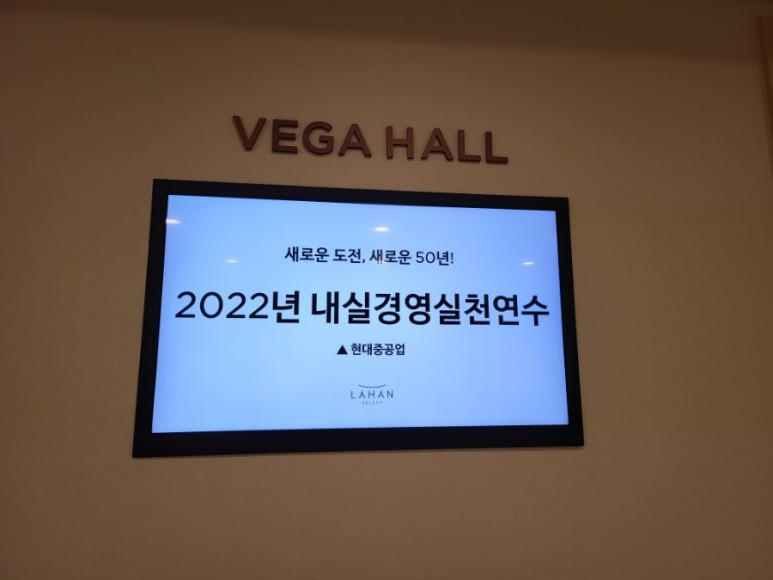 VEGA HALL
새로운 도전, 새로운 50년!
2022년 내실경영실천연수
▲ 현대중공업
LAHAN
SELECT